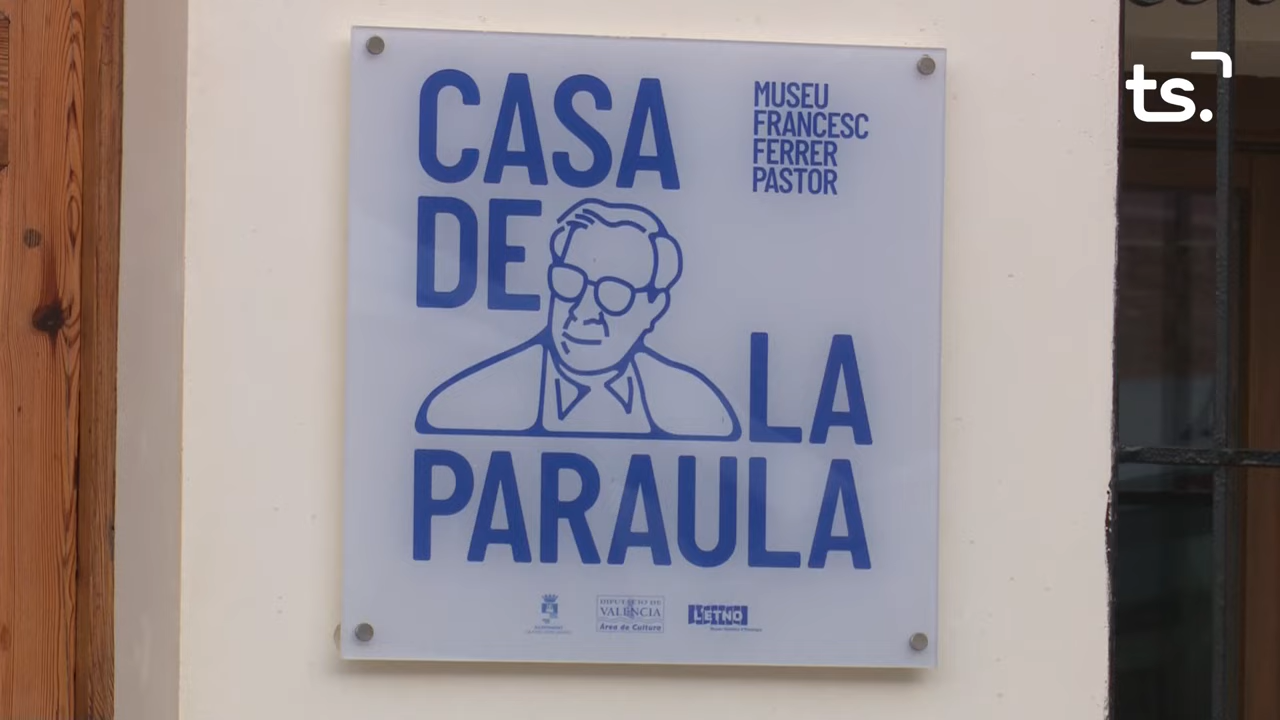 CASA
DE
LA
PARAULA
MUSEU
FRANCESC
FERRER
PASTOR
DIPUTACIÓ DE
VALÈNCIA
Àrea de Cultura
L'ETNO
ts.